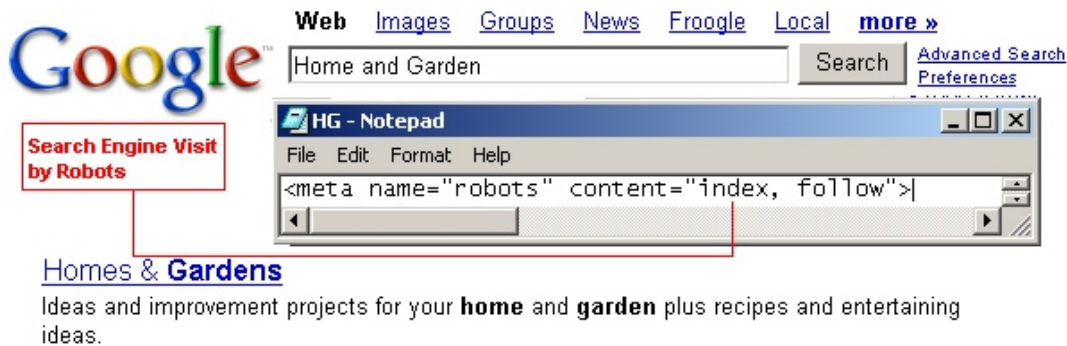 Web Images Groups News Froogle Local more »
Google™
Home and Garden
Search
Advanced Search
Preferences
HG - Notepad
File Edit Format Help
<meta name="robots" content="index, follow">
Search Engine Visit
by Robots
Homes & Gardens
Ideas and improvement projects for your home and garden plus recipes and entertaining
ideas.